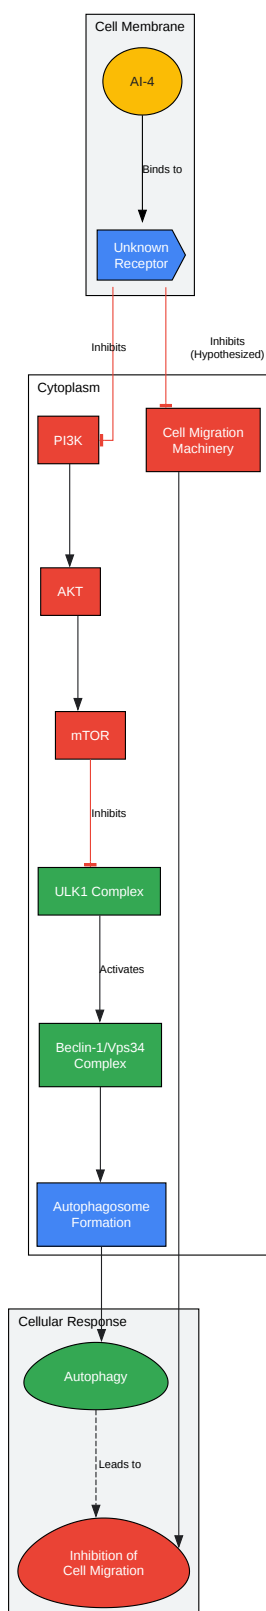 Cell Membrane
AI-4
Binds to
Unknown
Receptor
Inhibits
Inhibits
(Hypothesized)
Cytoplasm
PI3K
Cell Migration
Machinery
AKT
mTOR
Inhibits
ULK1 Complex
Activates
Beclin-1/Vps34
Complex
Autophagosome
Formation
Cellular Response
Autophagy
Leads to
Inhibition of
Cell Migration